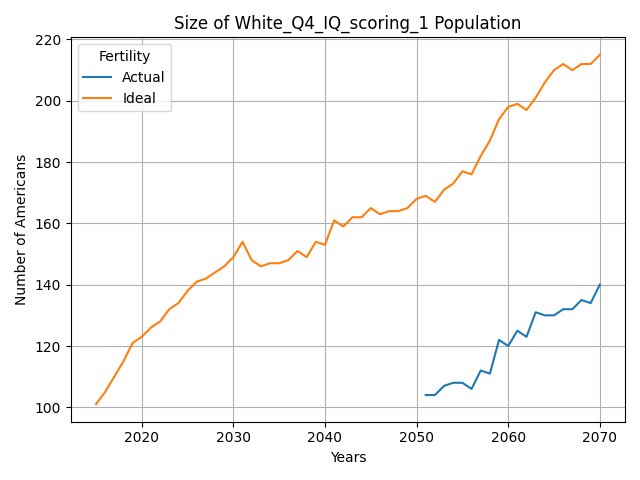 Size of White_Q4_IQ_scoring_1 Population
Number of Americans
220
200
180
160
140
120
100
Fertility
Actual
Ideal
2020 2030 2040 2050 2060 2070
Years